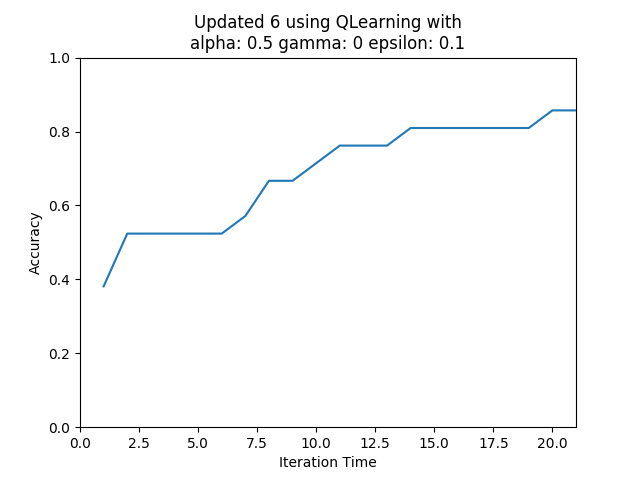 Updated 6 using QLearning with
alpha: 0.5 gamma: 0 epsilon: 0.1
1.0
0.8
0.6
0.4
0.2
0.0
Accuracy
0.0 2.5 5.0 7.5 10.0 12.5 15.0 17.5 20.0
Iteration Time